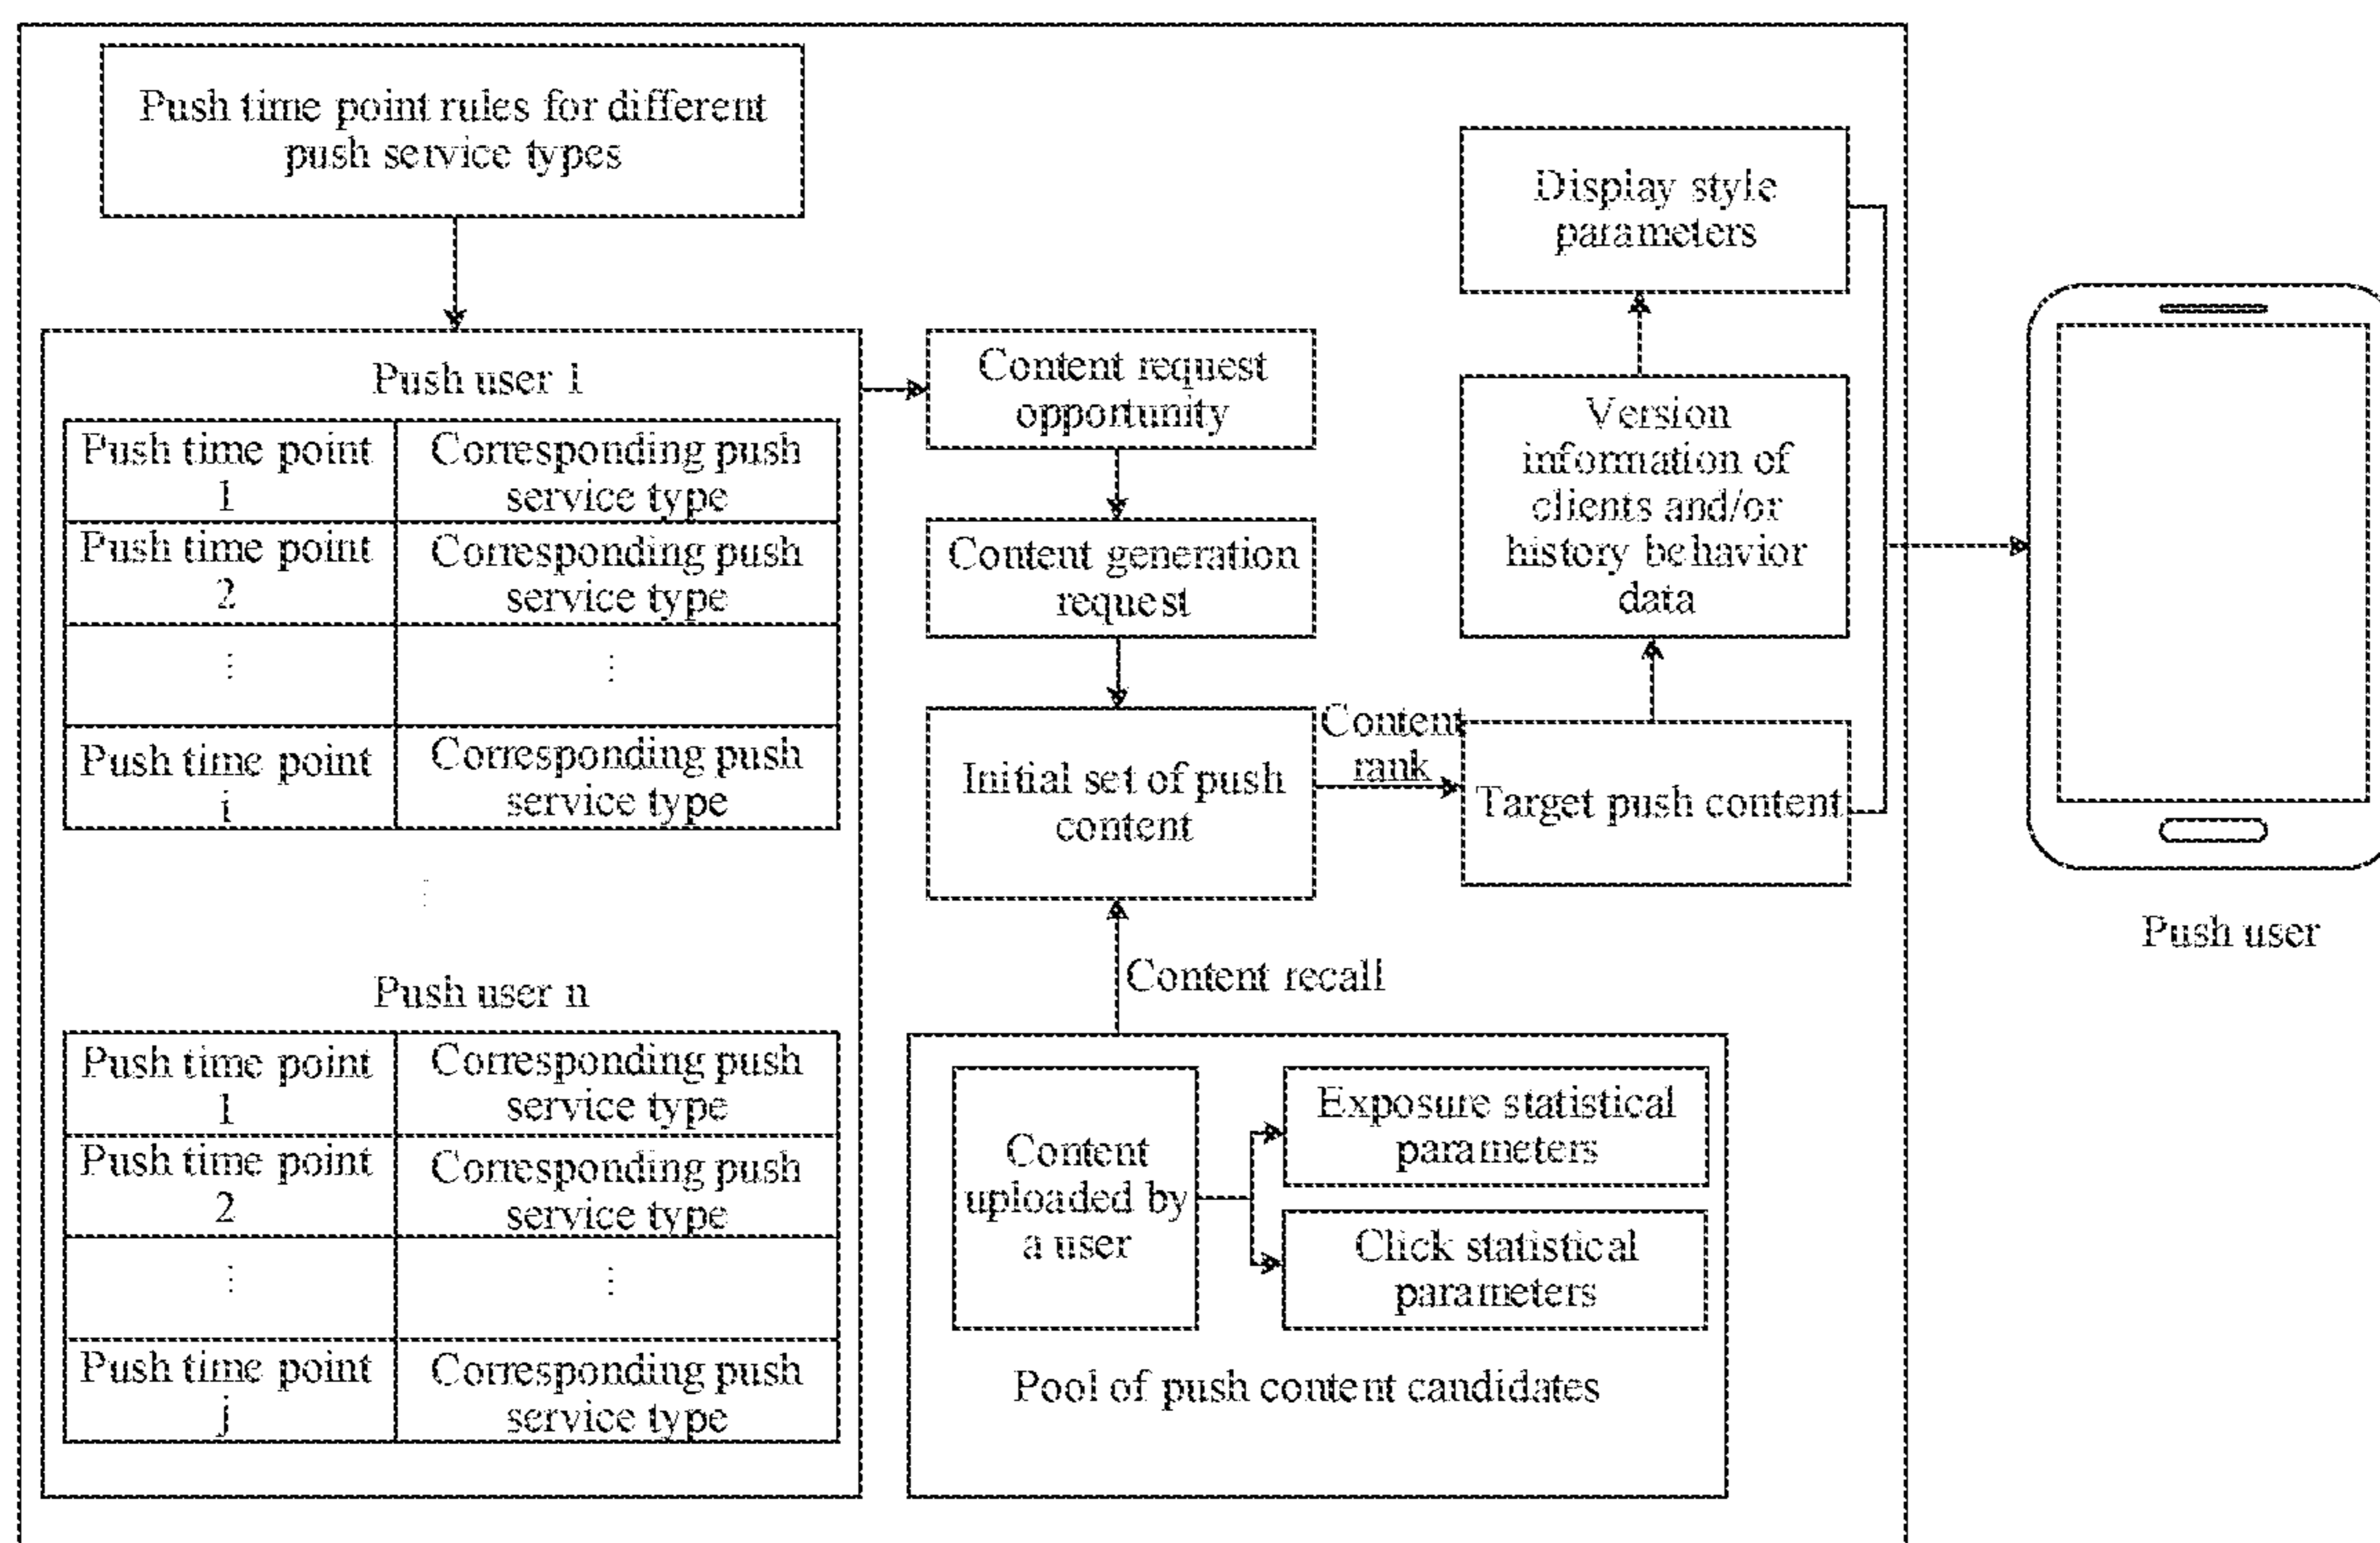 Push time point rules for different
push service types
Push user 1
Push time point
1
Corresponding push
service type
Push time point
2
Corresponding push
service type
⋮
⋮
Push time point
i
Corresponding push
service type
⋮
Push user n
Push time point
1
Corresponding push
service type
Push time point
2
Corresponding push
service type
⋮
⋮
Push time point
j
Corresponding push
service type
Content request
opportunity
Content generation
request
Initial set of push
content
Content
rank
Content recall
Content
uploaded by
a user
Exposure statistical
parameters
Click statistical
parameters
Pool of push content candidates
Display style
parameters
Version
information of
clients and/or
history behavior
data
Target push content
Push user